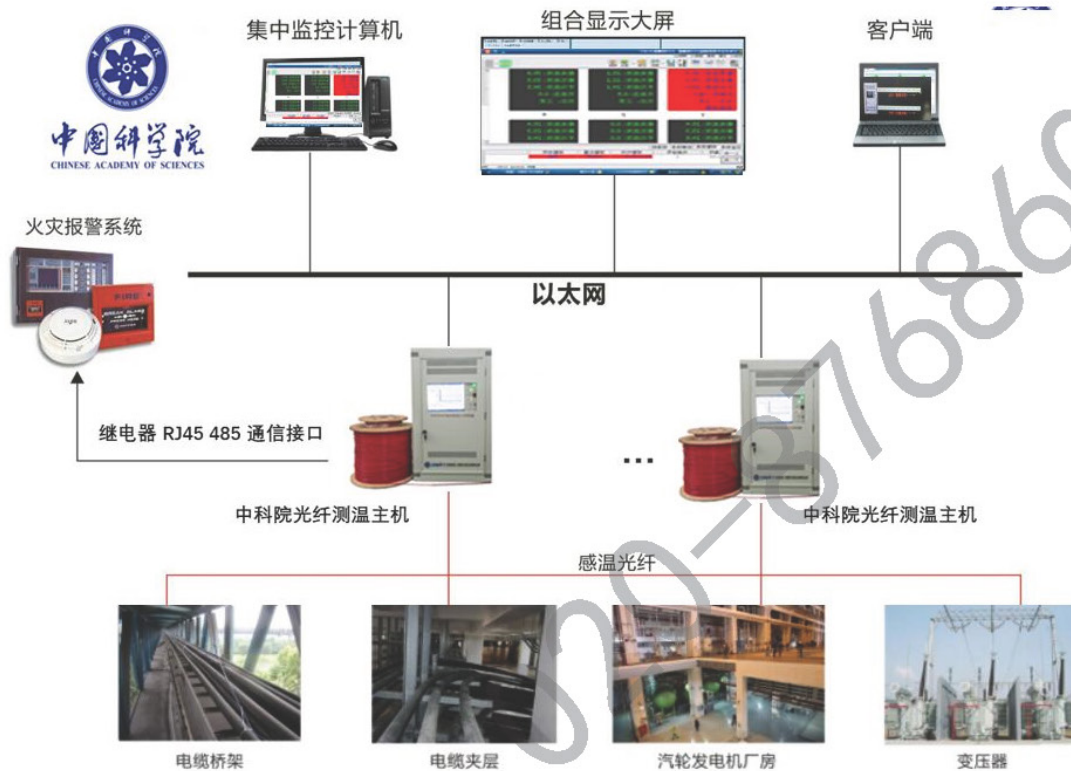 集中监控计算机
组合显示大屏
客户端
中国科学院
CHINESE ACADEMY OF SCIENCES
火灾报警系统
FIRE
以太网
继电器 RJ45 485 通信接口
...
中科院光纤测温主机
中科院光纤测温主机
感温光纤
电缆桥架
电缆夹层
汽轮发电机厂房
变压器